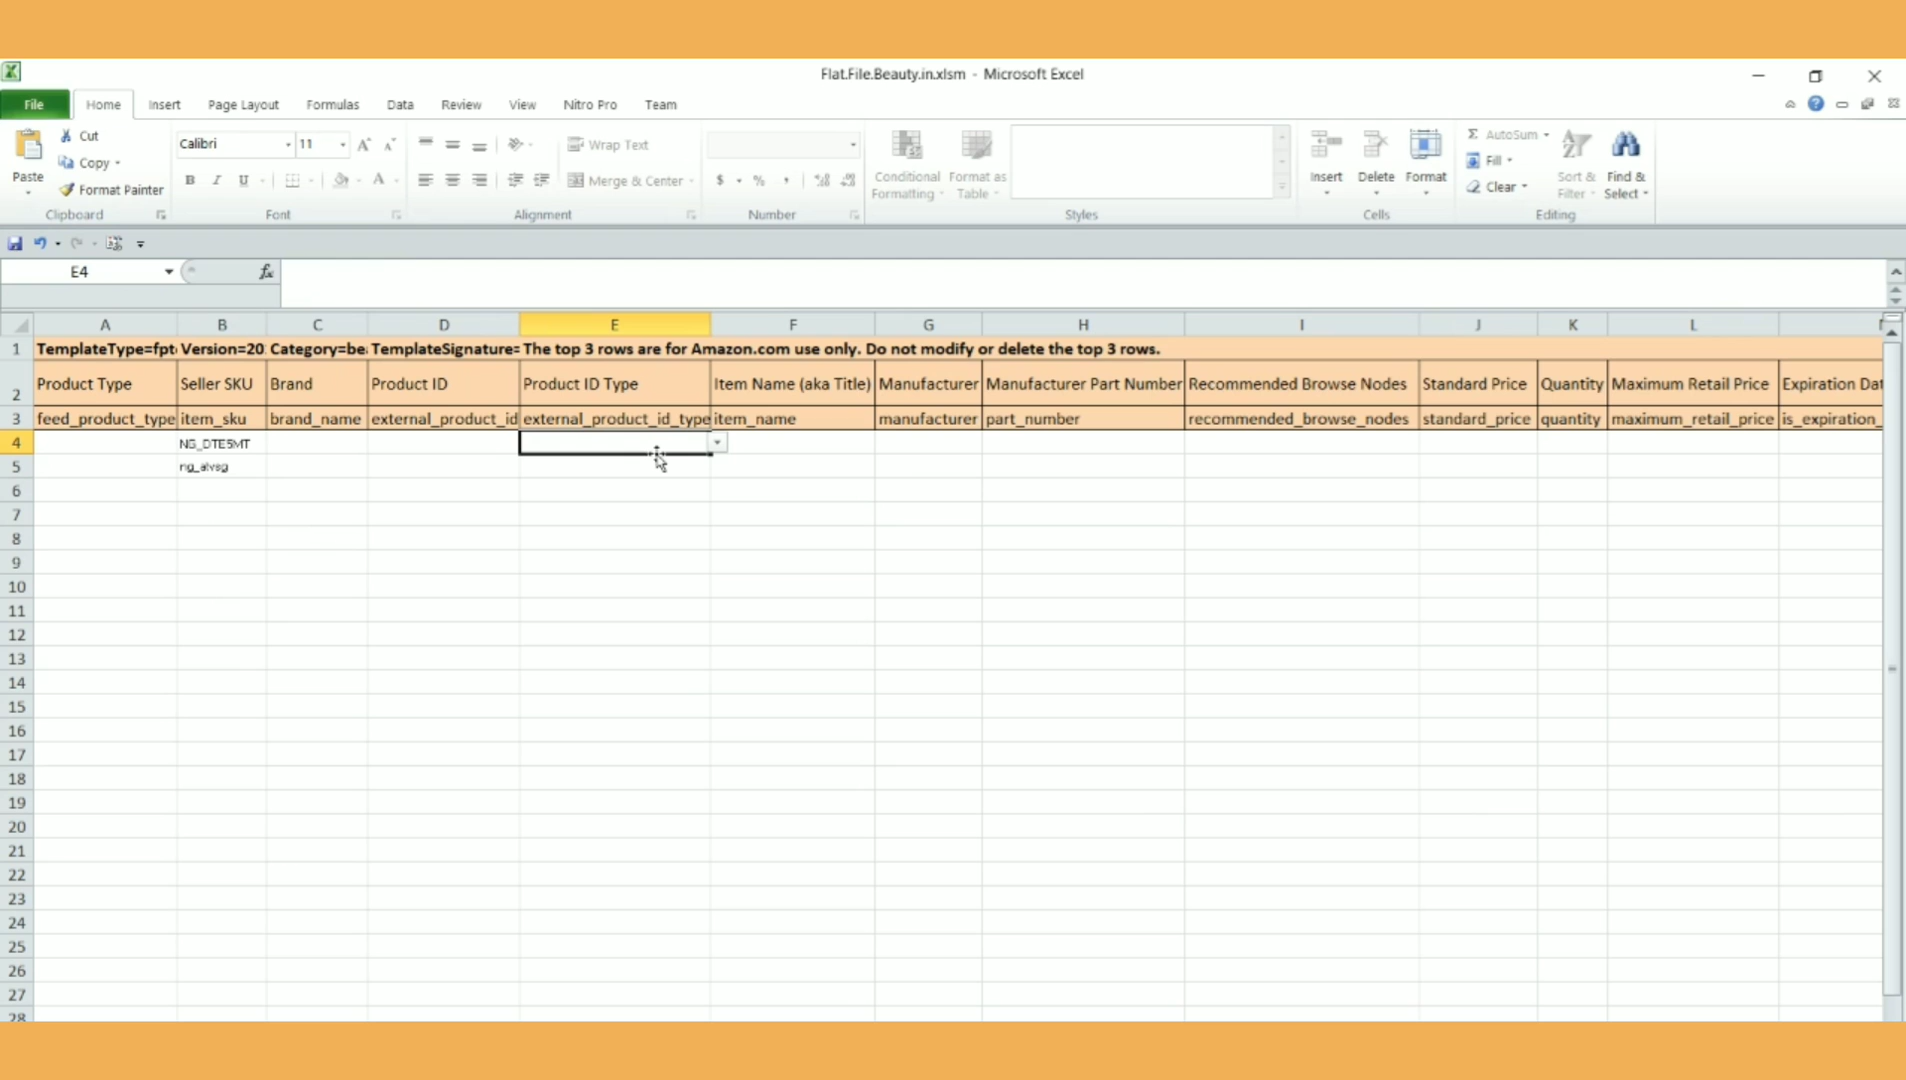 Flat.File.Beauty.in.xlsm - Microsoft Excel
File Home Insert Page Layout Formulas Data Review View Nitro Pro Team
Paste
Cut
Copy
Format Painter
Clipboard
Calibri 11
B I U A
Font
Wrap Text
Merge & Center
Alignment
$ % ,
Number
Conditional Formatting
Format as Table
Styles
Insert Delete Format
Cells
Σ AutoSum
Fill
Clear
Sort & Filter
Find & Select
Editing
E4 fx
A B C D E F G H I J K L
1 TemplateType=fpt Version=20 Category=be TemplateSignature= The top 3 rows are for Amazon.com use only. Do not modify or delete the top 3 rows.
2 Product Type Seller SKU Brand Product ID Product ID Type Item Name (aka Title) Manufacturer Manufacturer Part Number Recommended Browse Nodes Standard Price Quantity Maximum Retail Price Expiration Dat
3 feed_product_type item_sku brand_name external_product_id external_product_id_type item_name manufacturer part_number recommended_browse_nodes standard_price quantity maximum_retail_price is_expiration_
4 NG_DTE5MT
5 ng_alvsg
6
7
8
9
10
11
12
13
14
15
16
17
18
19
20
21
22
23
24
25
26
27
28